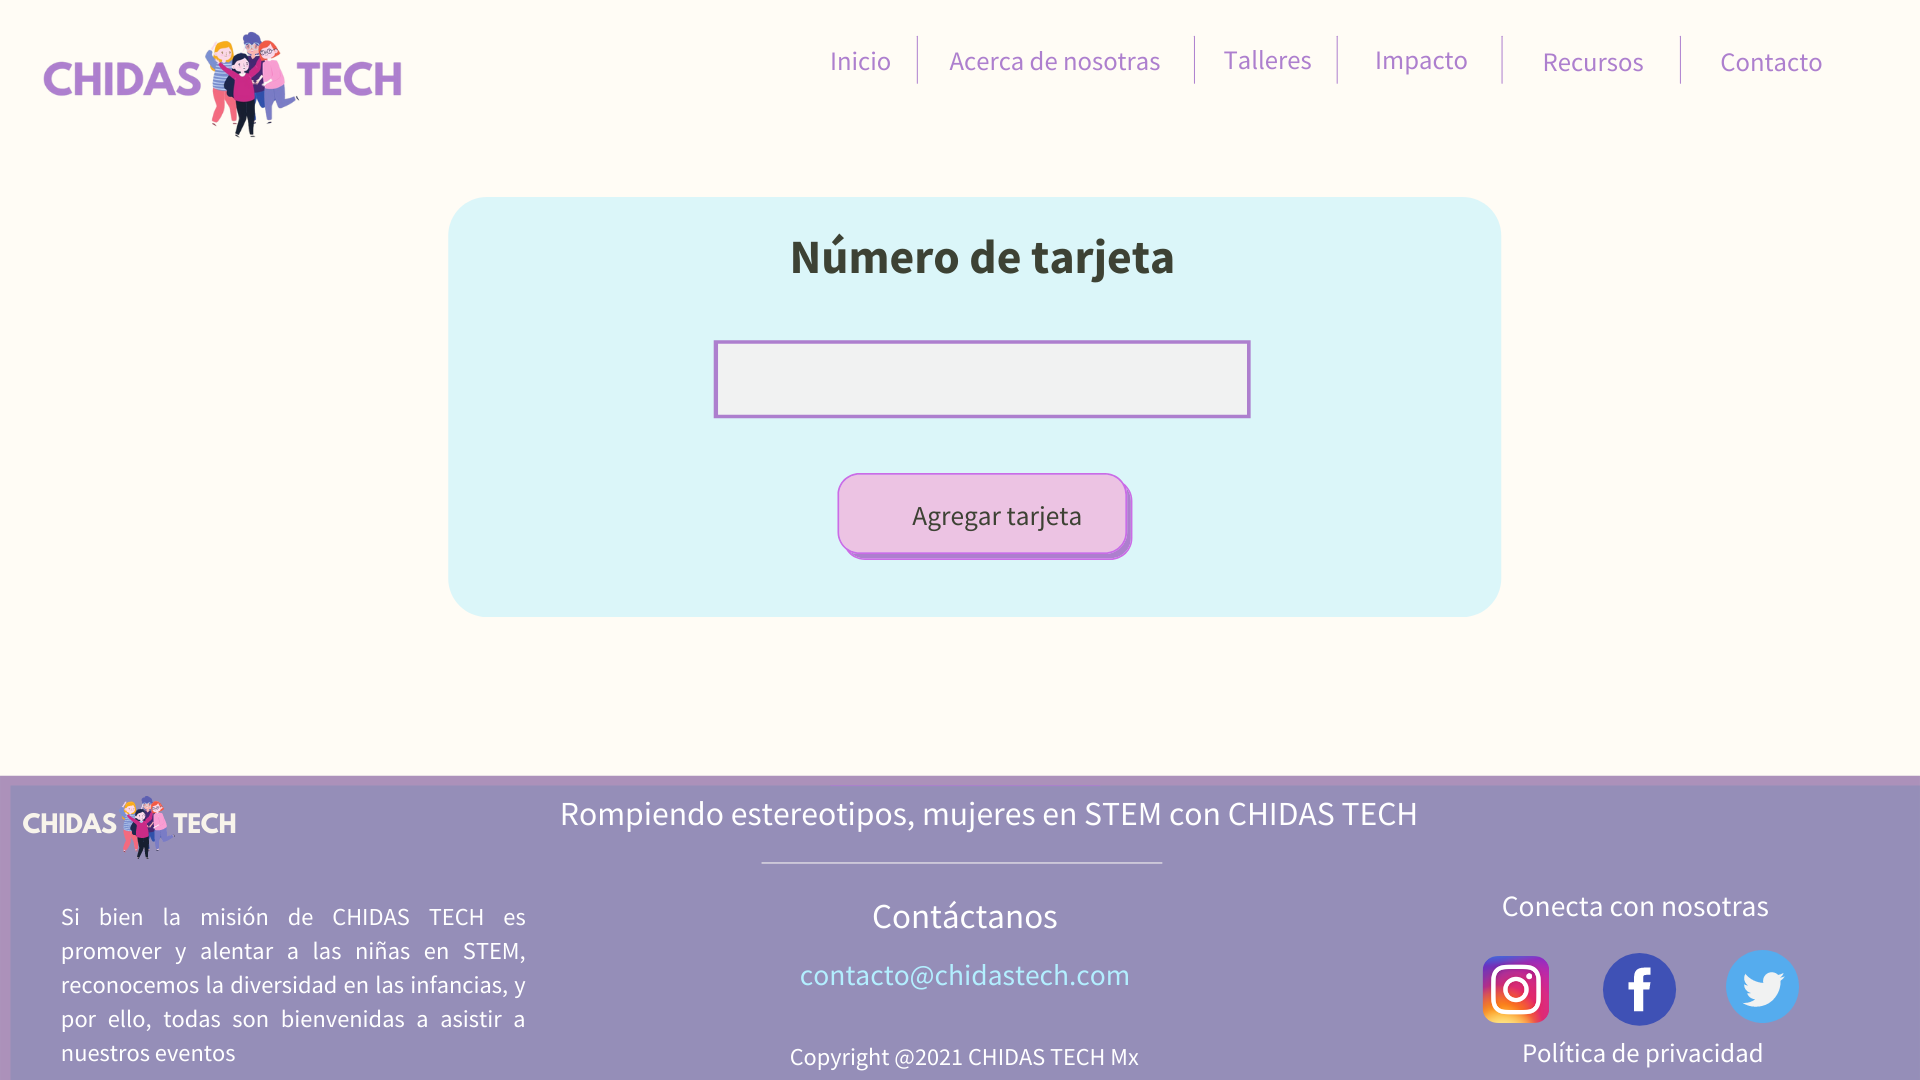 CHIDAS TECH
Inicio
Acerca de nosotras
Talleres
Impacto
Recursos
Contacto
Número de tarjeta
Agregar tarjeta
CHIDAS TECH
Rompiendo estereotipos, mujeres en STEM con CHIDAS TECH
Si bien la misión de CHIDAS TECH es
promover y alentar a las niñas en STEM,
reconocemos la diversidad en las infancias, y
por ello, todas son bienvenidas a asistir a
nuestros eventos
Contáctanos
contacto@chidastech.com
Copyright @2021 CHIDAS TECH Mx
Conecta con nosotras
Política de privacidad